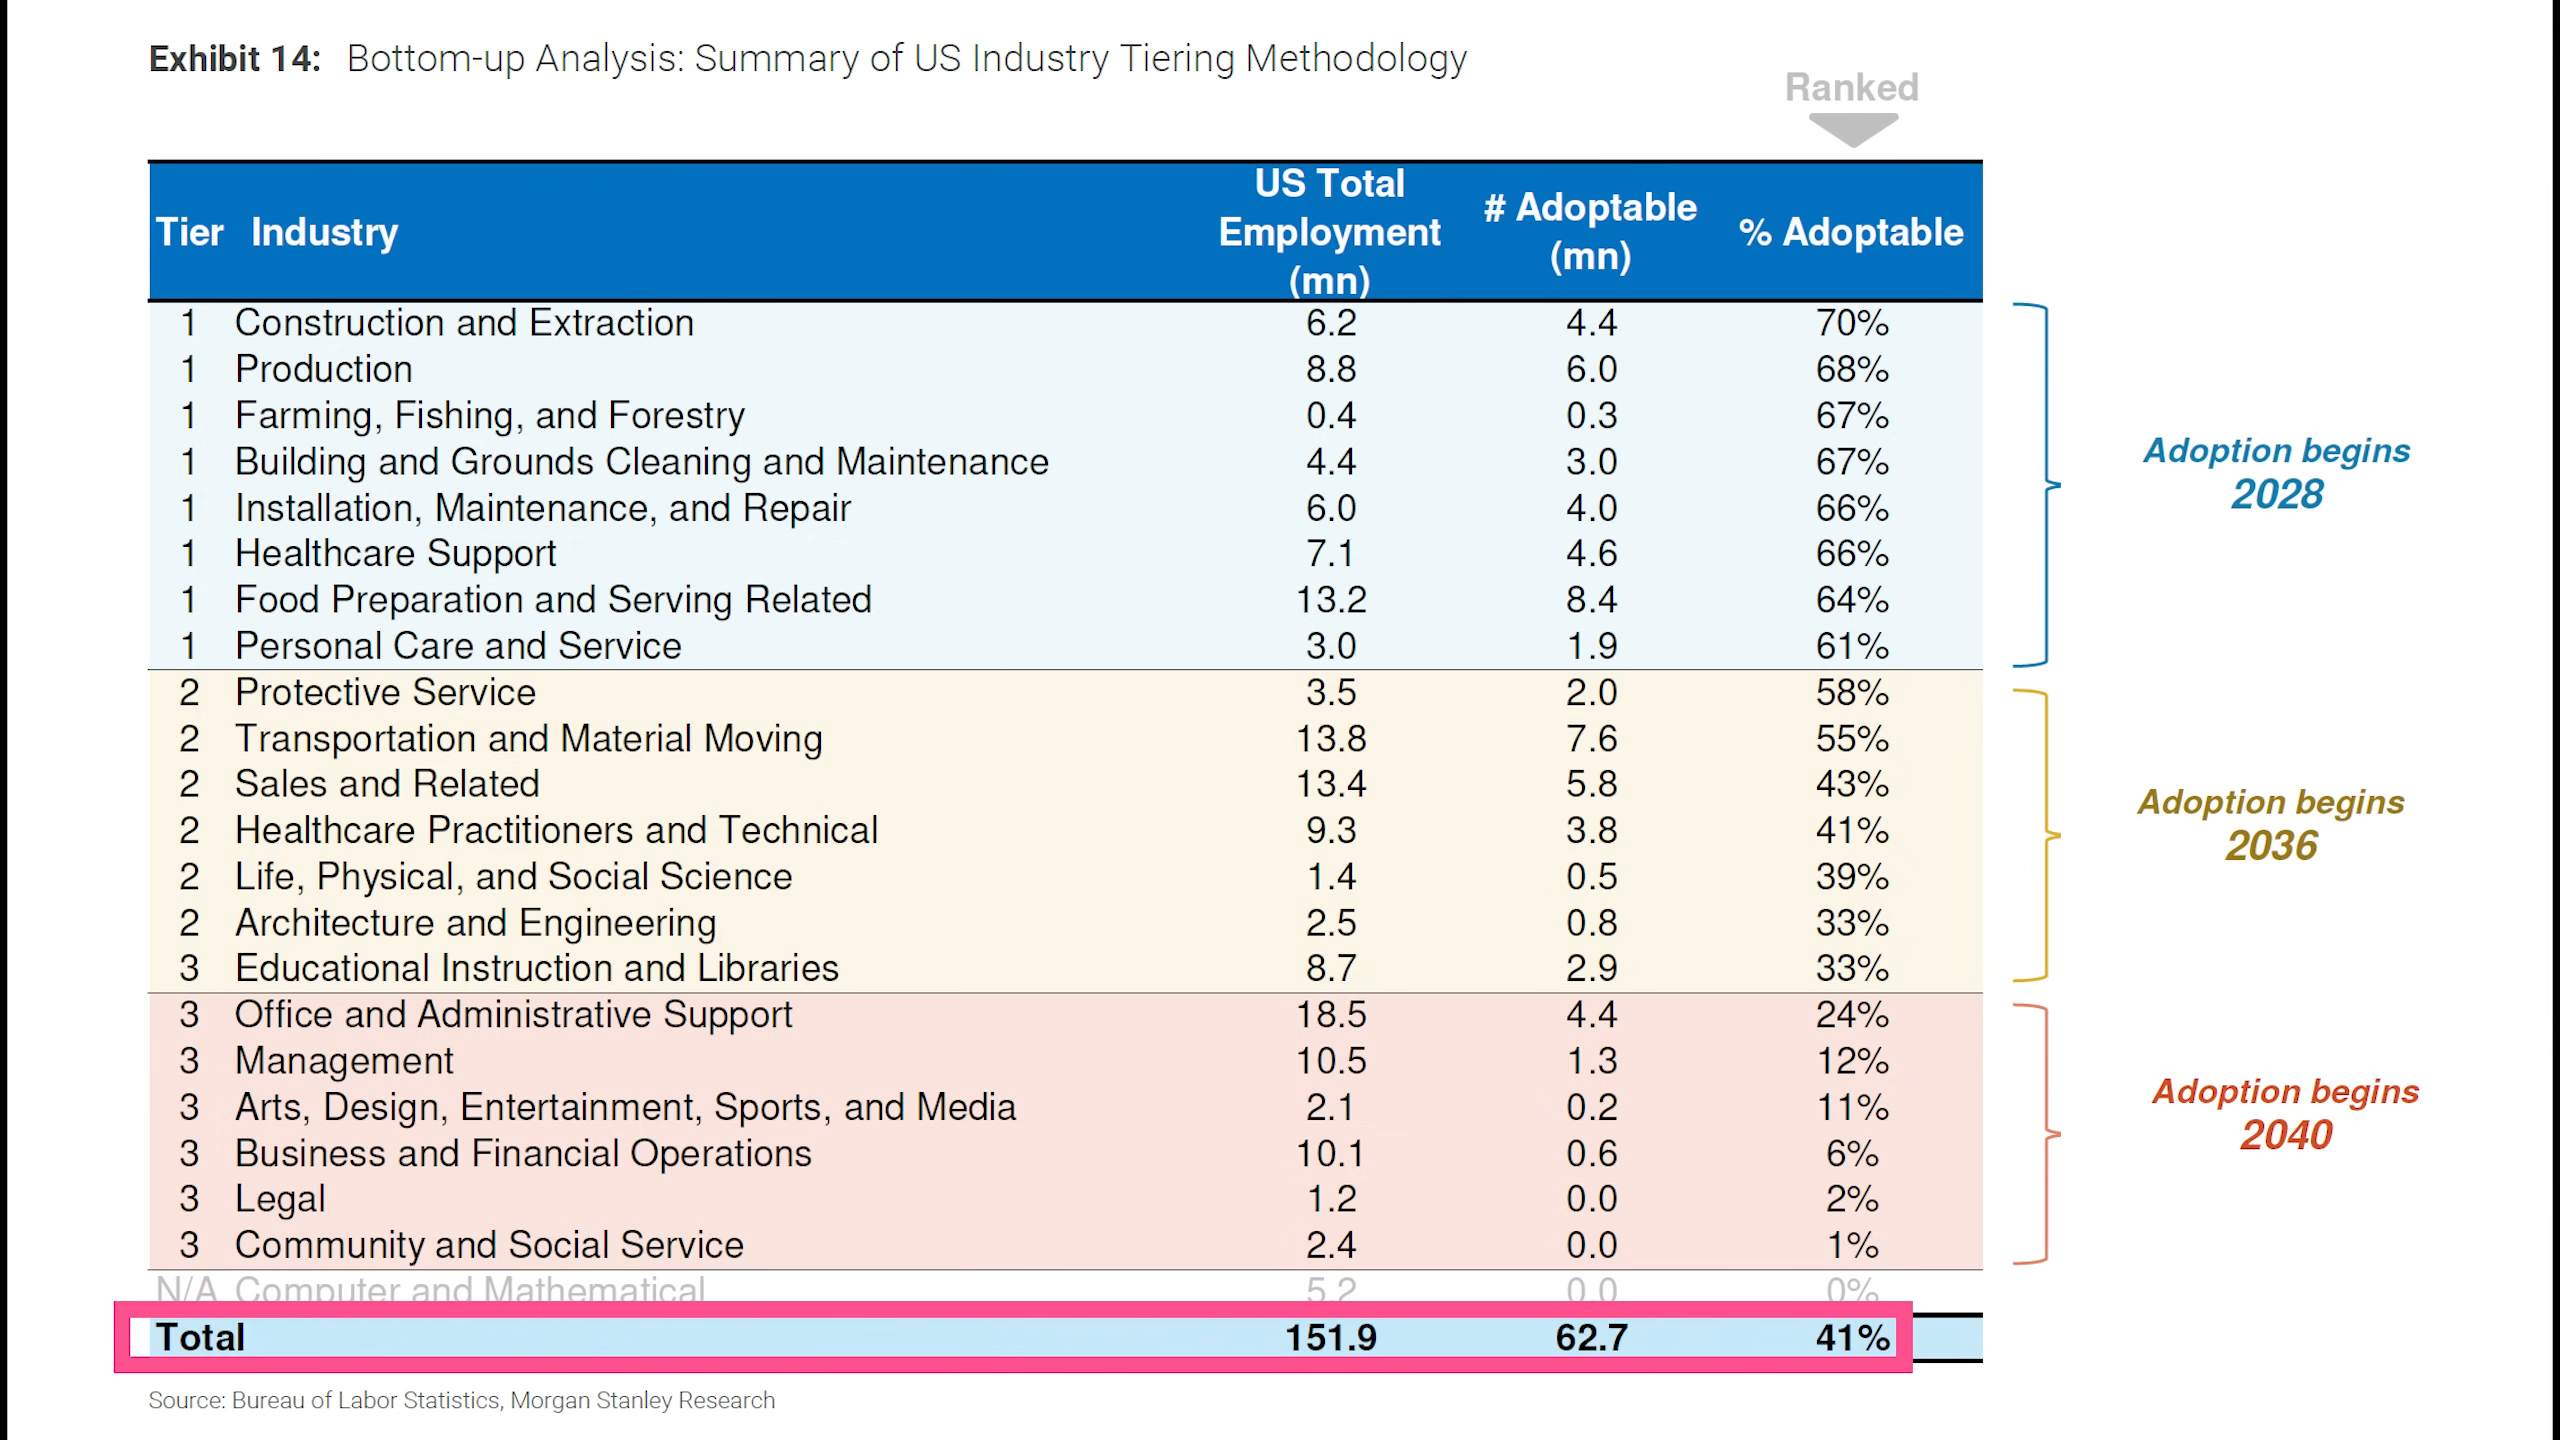 Exhibit 14: Bottom-up Analysis: Summary of US Industry Tiering Methodology
Ranked
Tier Industry US Total Employment (mn) # Adoptable (mn) % Adoptable
1 Construction and Extraction 6.2 4.4 70%
1 Production 8.8 6.0 68%
1 Farming, Fishing, and Forestry 0.4 0.3 67%
1 Building and Grounds Cleaning and Maintenance 4.4 3.0 67%
1 Installation, Maintenance, and Repair 6.0 4.0 66%
1 Healthcare Support 7.1 4.6 66%
1 Food Preparation and Serving Related 13.2 8.4 64%
1 Personal Care and Service 3.0 1.9 61%
Adoption begins
2028
2 Protective Service 3.5 2.0 58%
2 Transportation and Material Moving 13.8 7.6 55%
2 Sales and Related 13.4 5.8 43%
2 Healthcare Practitioners and Technical 9.3 3.8 41%
2 Life, Physical, and Social Science 1.4 0.5 39%
2 Architecture and Engineering 2.5 0.8 33%
3 Educational Instruction and Libraries 8.7 2.9 33%
Adoption begins
2036
3 Office and Administrative Support 18.5 4.4 24%
3 Management 10.5 1.3 12%
3 Arts, Design, Entertainment, Sports, and Media 2.1 0.2 11%
3 Business and Financial Operations 10.1 0.6 6%
3 Legal 1.2 0.0 2%
3 Community and Social Service 2.4 0.0 1%
Adoption begins
2040
N/A Computer and Mathematical 5.2 0.0 0%
Total 151.9 62.7 41%
Source: Bureau of Labor Statistics, Morgan Stanley Research